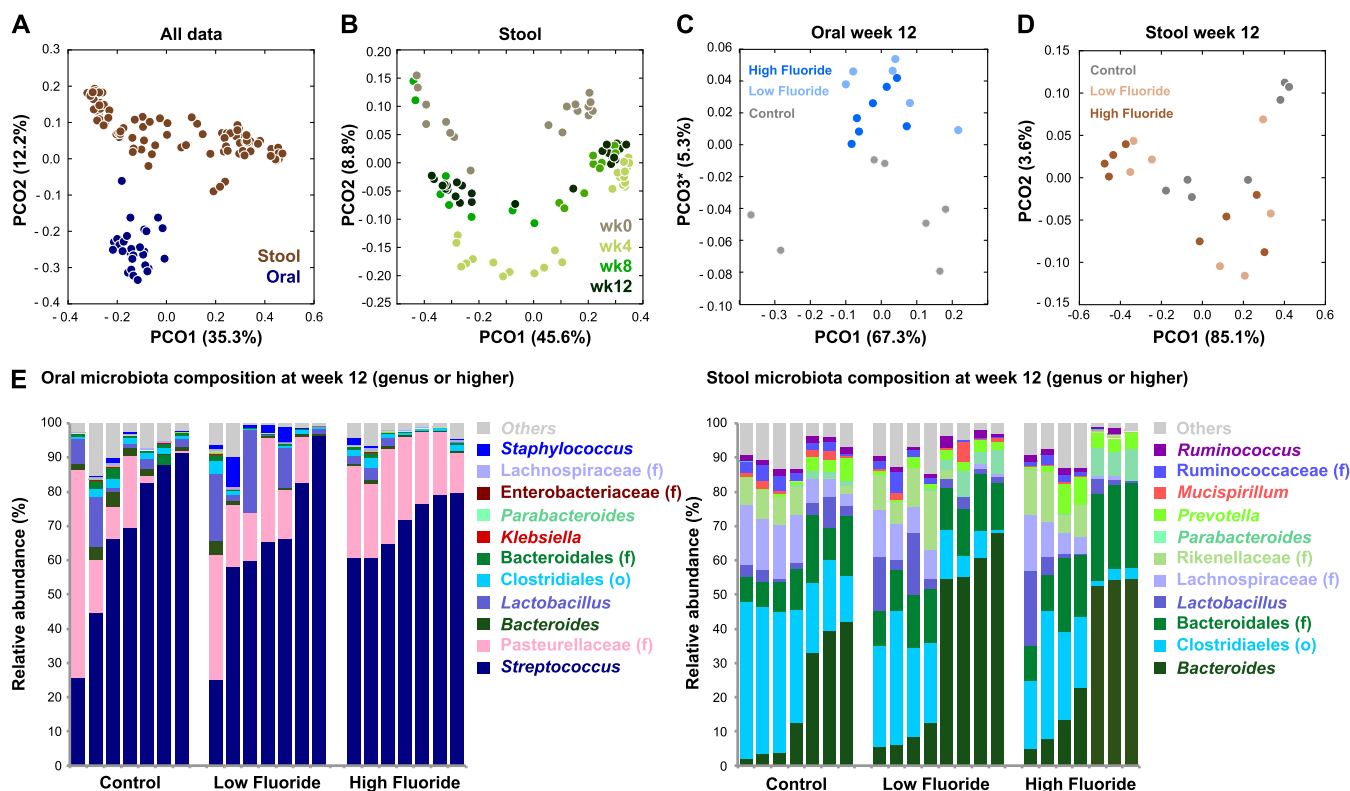 A
All data
0.3
0.2
0.1
0.0
- 0.1
- 0.2
- 0.3
- 0.4
PCO2 (12.2%)
- 0.4
- 0.2
0.0
0.2
0.4
0.6
PCO1 (35.3%)
Stool
Oral
B
Stool
0.20
0.15
0.10
0.05
0.00
-0.05
-0.10
-0.15
-0.20
-0.25
PCO2 (8.8%)
- 0.4
- 0.2
0.0
0.2
0.4
0.6
PCO1 (45.6%)
wk0
wk4
wk8
wk12
C
Oral week 12
0.06
0.04
0.02
0.00
- 0.02
- 0.04
- 0.06
- 0.08
- 0.10
PCO3* (5.3%)
- 0.3
- 0.2
- 0.1
0.0
0.1
0.2
PCO1 (67.3%)
High Fluoride
Low Fluoride
Control
D
Stool week 12
0.15
0.10
0.05
0.00
- 0.05
- 0.10
- 0.15
PCO2 (3.6%)
-0.6
- 0.4
- 0.2
0.0
0.2
0.4
0.6
PCO1 (85.1%)
Control
Low Fluoride
High Fluoride
E
Oral microbiota composition at week 12 (genus or higher)
100
90
80
70
60
50
40
30
20
10
0
Relative abundance (%)
Control
Low Fluoride
High Fluoride
Others
Staphylococcus
Lachnospiraceae (f)
Enterobacteriaceae (f)
Parabacteroides
Klebsiella
Bacteroidales (f)
Clostridiales (o)
Lactobacillus
Bacteroides
Pasteurellaceae (f)
Streptococcus
Stool microbiota composition at week 12 (genus or higher)
100
90
80
70
60
50
40
30
20
10
0
Relative abundance (%)
Control
Low Fluoride
High Fluoride
Others
Ruminococcus
Ruminococcaceae (f)
Mucispirillum
Prevotella
Parabacteroides
Rikenellaceae (f)
Lachnospiraceae (f)
Lactobacillus
Bacteroidales (f)
Clostridiaeles (o)
Bacteroides